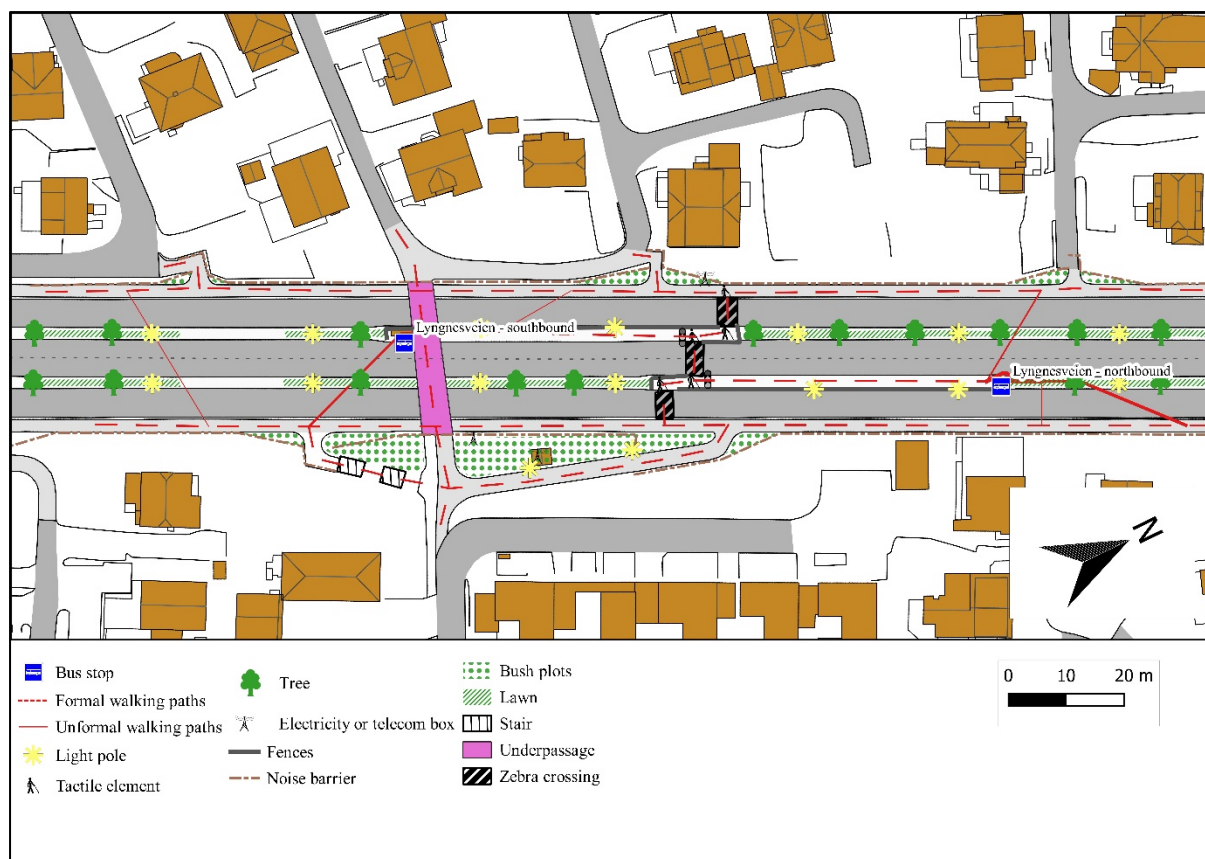 Lyngnesveien - southbound
Lyngnesveien - northbound
N
Bus stop
Formal walking paths
Unformal walking paths
Light pole
Tactile element
Tree
Electricity or telecom box
Fences
Noise barrier
Bush plots
Lawn
Stair
Underpassage
Zebra crossing
0 10 20 m